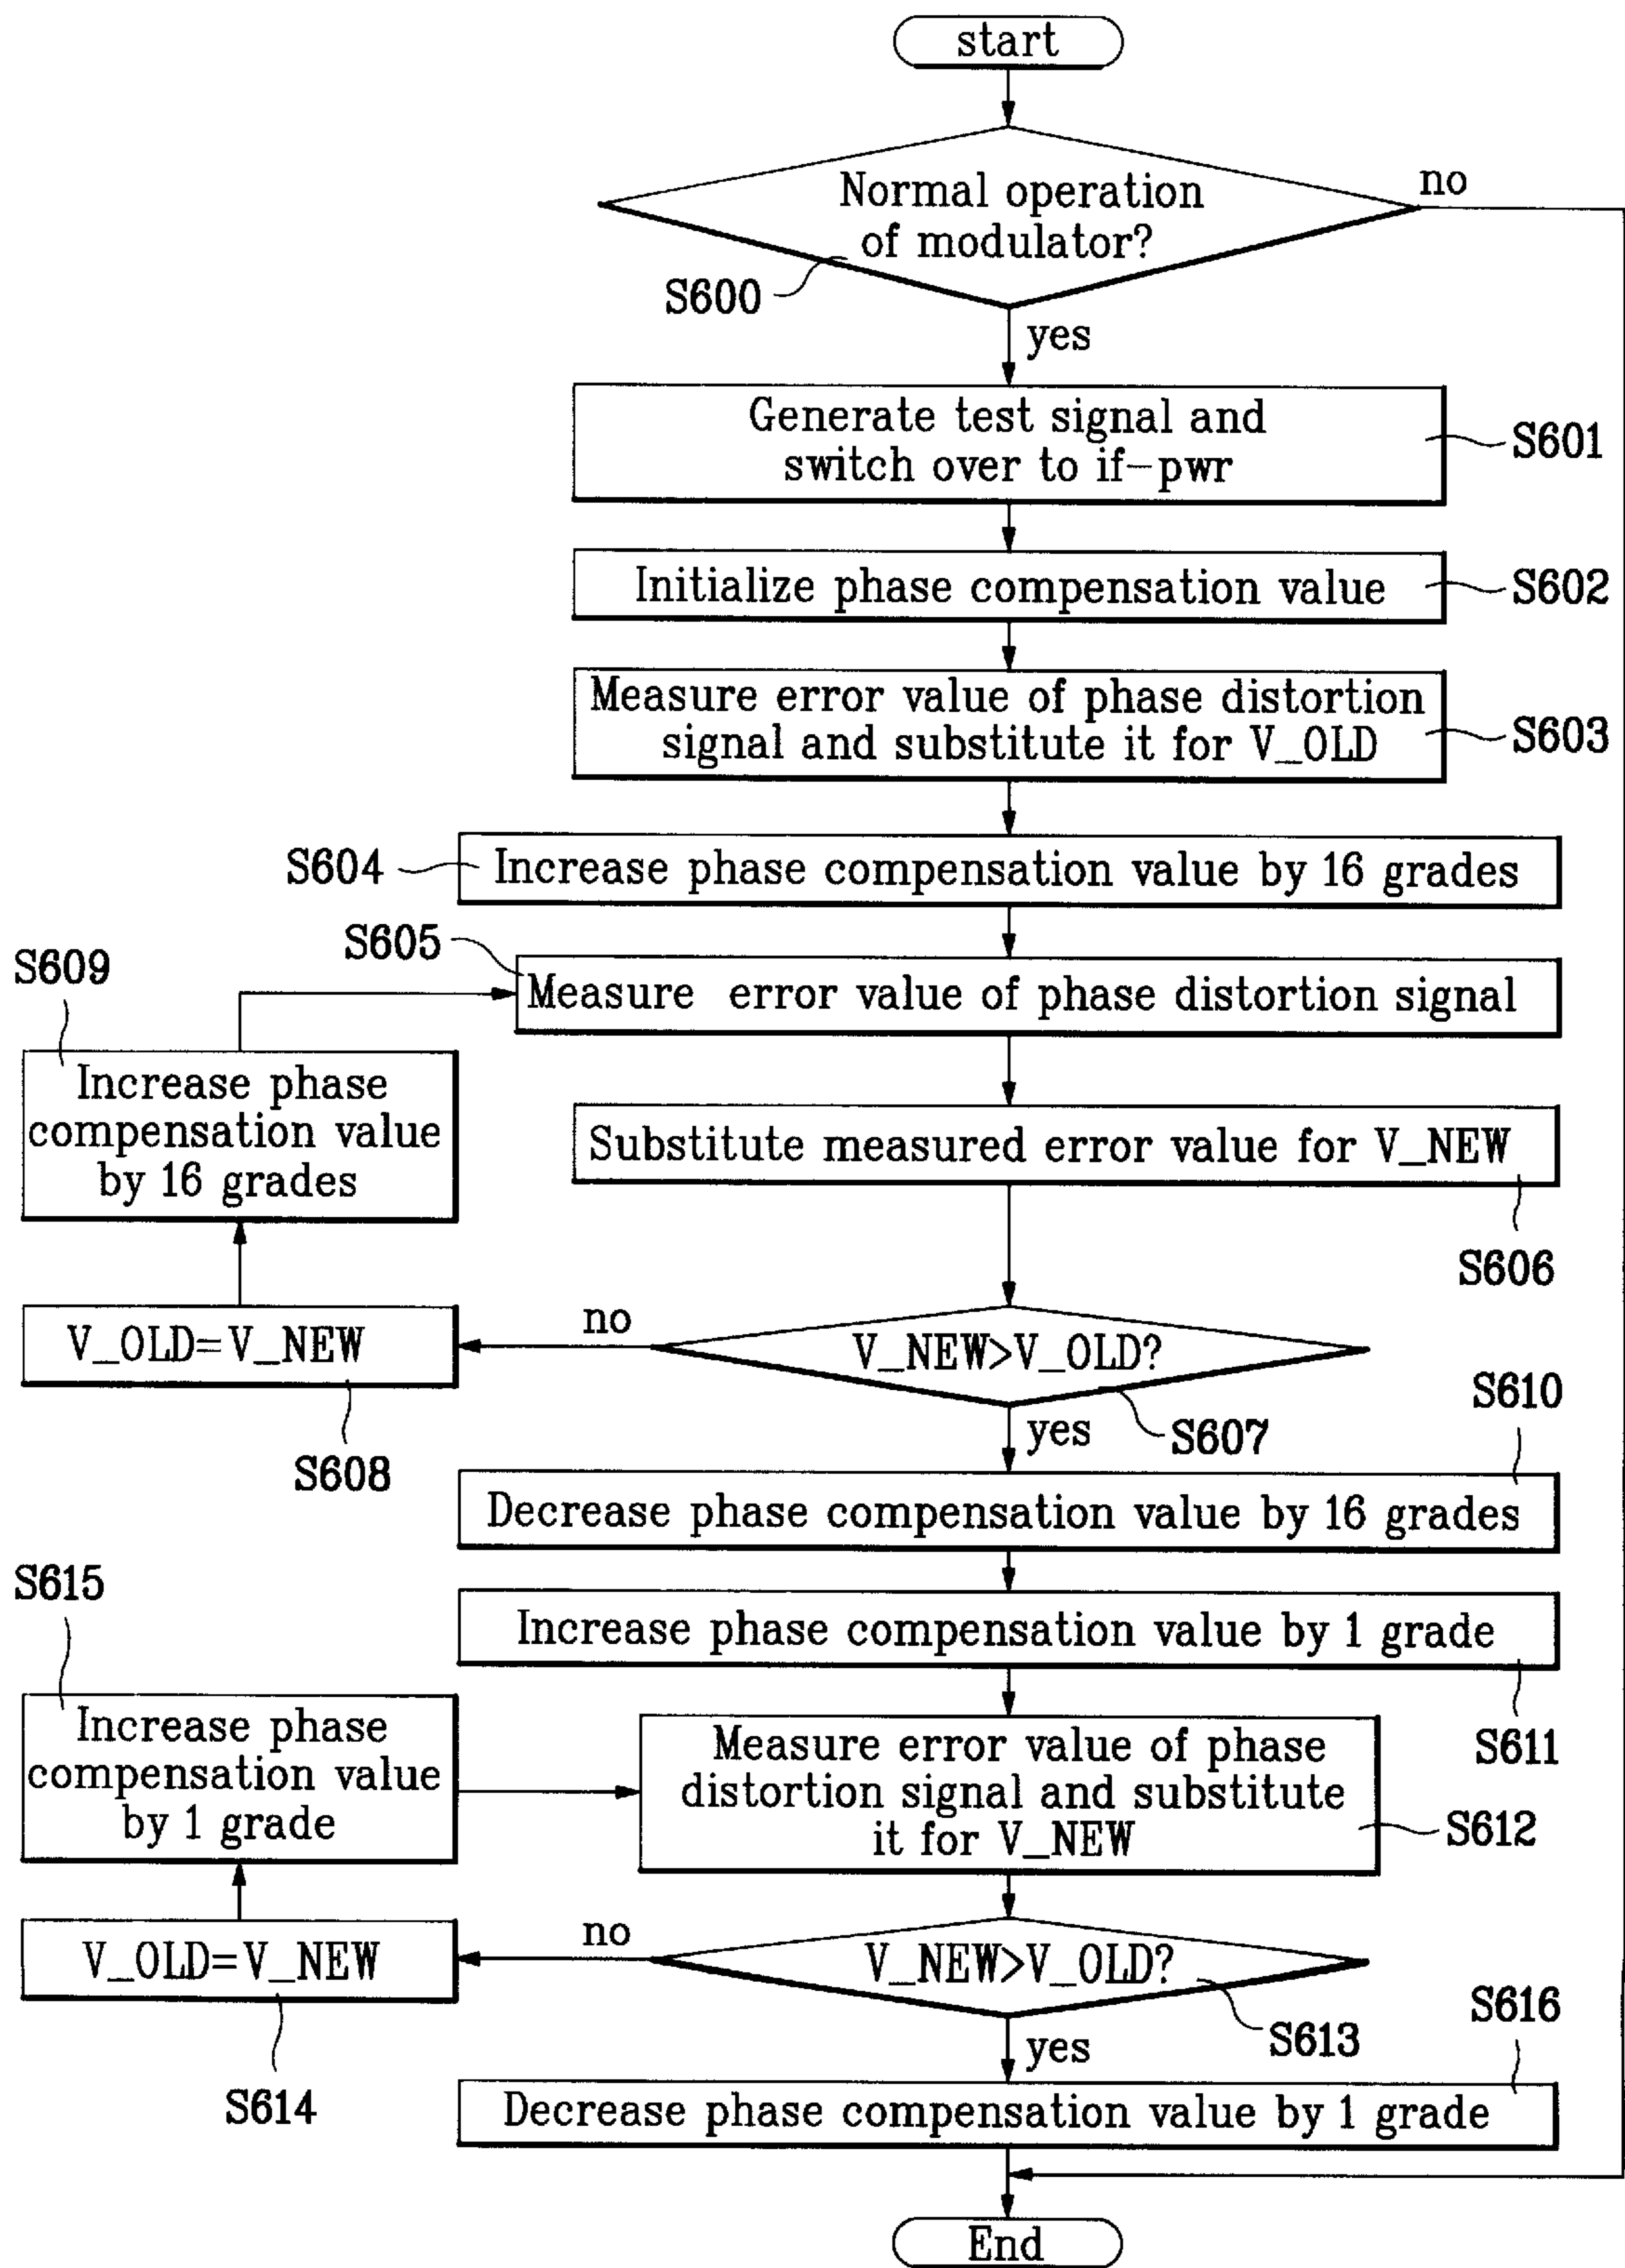 start
Normal operation
of modulator?
no
S600
yes
Generate test signal and
switch over to if-pwr
S601
Initialize phase compensation value
S602
Measure error value of phase distortion
signal and substitute it for V_OLD
S603
S604
Increase phase compensation value by 16 grades
S605
Measure error value of phase distortion signal
S609
Increase phase
compensation value
by 16 grades
Substitute measured error value for V_NEW
S606
V_OLD=V_NEW
S608
no
V_NEW>V_OLD?
S607
yes
S610
Decrease phase compensation value by 16 grades
Increase phase compensation value by 1 grade
S611
S615
Increase phase
compensation value
by 1 grade
Measure error value of phase
distortion signal and substitute
it for V_NEW
S612
V_OLD=V_NEW
S614
no
V_NEW>V_OLD?
S613
yes
S616
Decrease phase compensation value by 1 grade
End